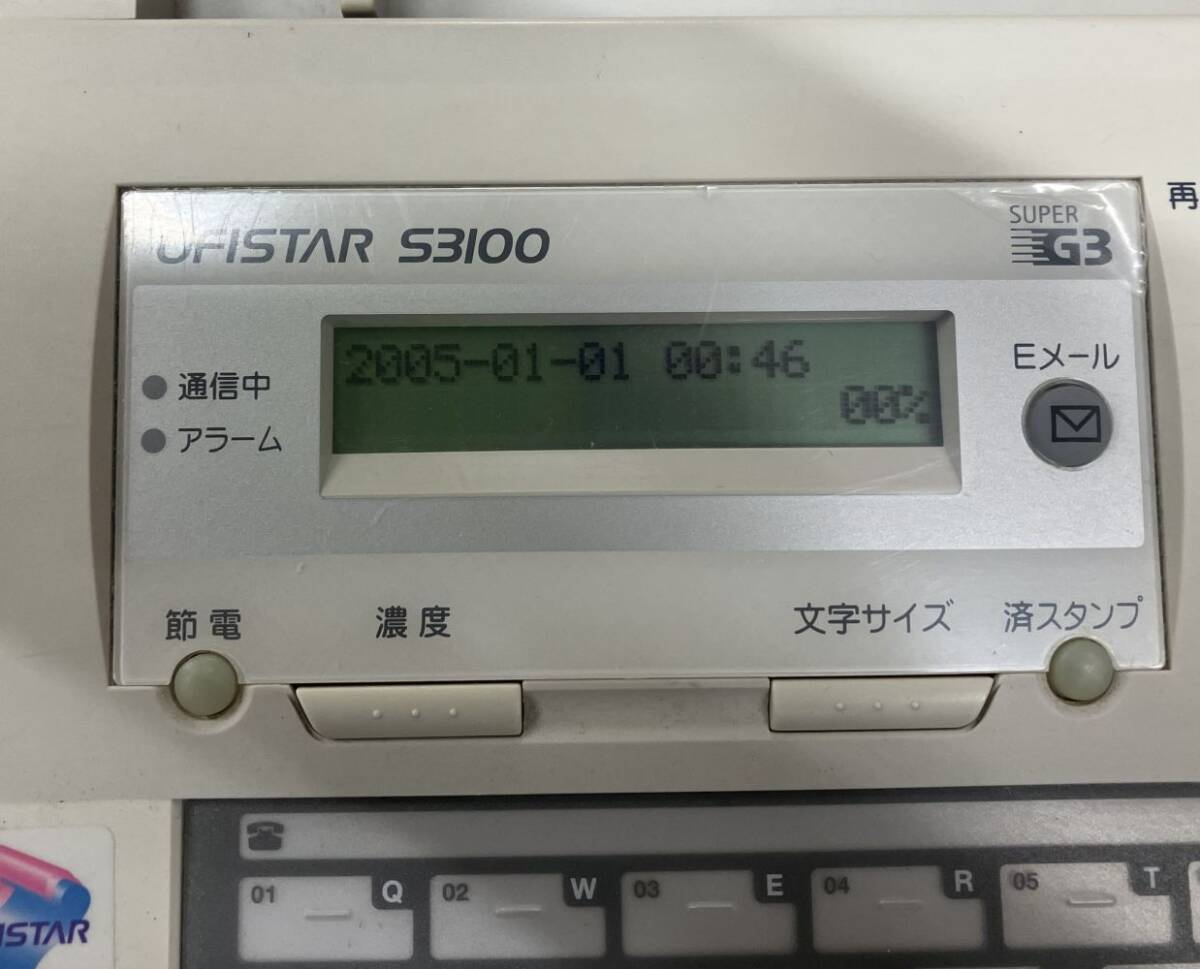 再
UFISTAR S3100
SUPER
G3
2005-01-01 00:46
00%
Eメール
通信中
アラーム
節電
濃度
文字サイズ
済スタンプ
01 Q
02 W
03 E
04 R
05 T
ISTAR